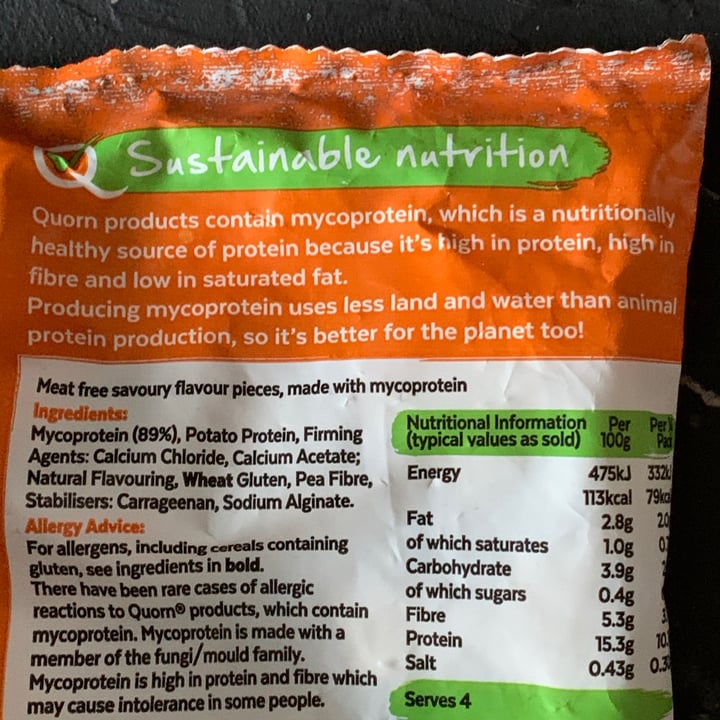 Sustainable nutrition
Quorn products contain mycoprotein, which is a nutritionally
healthy source of protein because it's high in protein, high in
fibre and low in saturated fat.
Producing mycoprotein uses less land and water than animal
protein production, so it's better for the planet too!
Meat free savoury flavour pieces, made with mycoprotein
Ingredients:
Mycoprotein (89%), Potato Protein, Firming
Agents: Calcium Chloride, Calcium Acetate;
Natural Flavouring, Wheat Gluten, Pea Fibre,
Stabilisers: Carrageenan, Sodium Alginate.
Allergy Advice:
For allergens, including cereals containing
gluten, see ingredients in bold.
There have been rare cases of allergic
reactions to Quorn® products, which contain
mycoprotein. Mycoprotein is made with a
member of the fungi/mould family.
Mycoprotein is high in protein and fibre which
may cause intolerance in some people.
Nutritional Information Per Per
(typical values as sold) 100g
Energy 475kJ 332kJ
113kcal 79kcal
Fat 2.8g
of which saturates 1.0g
Carbohydrate 3.9g
of which sugars 0.4g
Fibre 5.3g
Protein 15.3g
Salt 0.43g
Serves 4